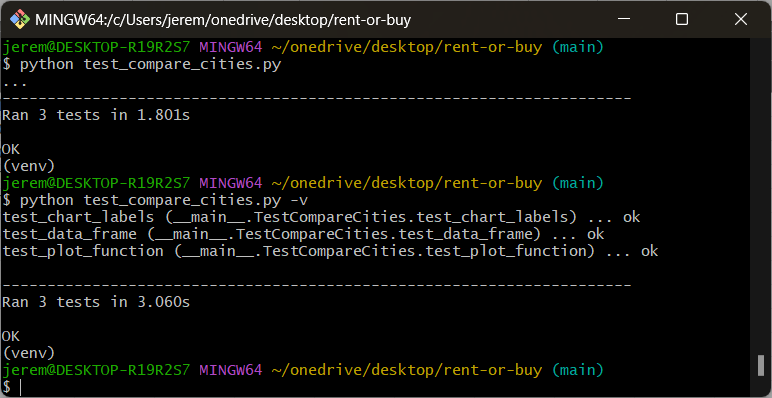 MINGW64:/c/Users/jerem/onedrive/desktop/rent-or-buy
jerem@DESKTOP-R19R2S7 MINGW64 ~/onedrive/desktop/rent-or-buy (main)
$ python test_compare_cities.py
...
----------------------------------------------------------------------
Ran 3 tests in 1.801s

OK
(venv)
jerem@DESKTOP-R19R2S7 MINGW64 ~/onedrive/desktop/rent-or-buy (main)
$ python test_compare_cities.py -v
test_chart_labels (__main__.TestCompareCities.test_chart_labels) ... ok
test_data_frame (__main__.TestCompareCities.test_data_frame) ... ok
test_plot_function (__main__.TestCompareCities.test_plot_function) ... ok

----------------------------------------------------------------------
Ran 3 tests in 3.060s

OK
(venv)
jerem@DESKTOP-R19R2S7 MINGW64 ~/onedrive/desktop/rent-or-buy (main)
$